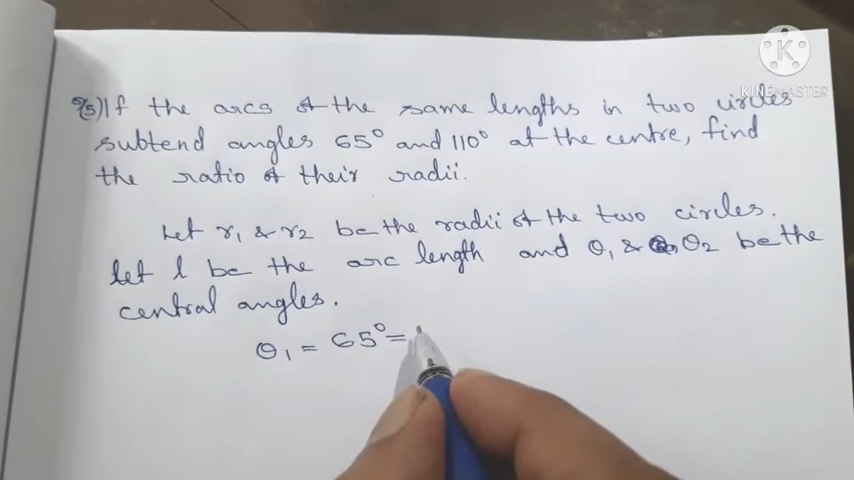 K
KINEMASTER
Q5) If the arcs of the same lengths in two circles
subtend angles 65° and 110° at the centre, find
the ratio of their radii.
Let r1 & r2 be the radii of the two circles.
let l be the arc length and θ1 & θ2 be the
central angles.
θ1 = 65° =